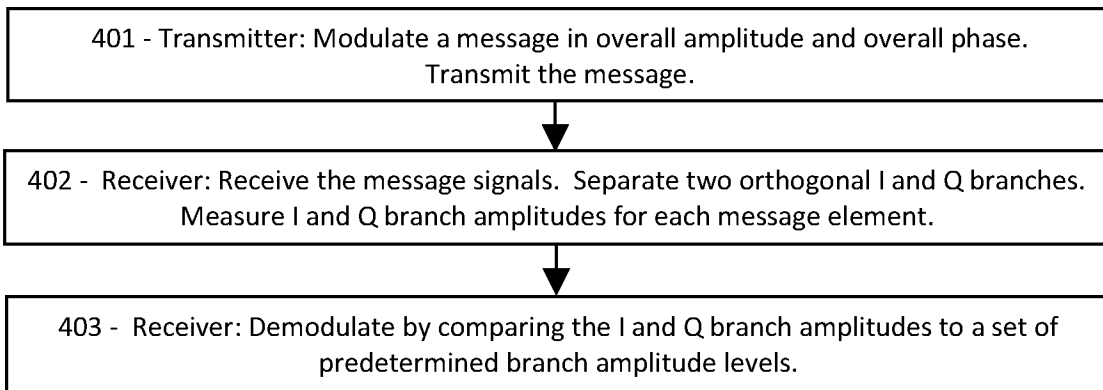 401 - Transmitter: Modulate a message in overall amplitude and overall phase.
Transmit the message.
402 -  Receiver: Receive the message signals.  Separate two orthogonal I and Q branches.
Measure I and Q branch amplitudes for each message element.
403 -  Receiver: Demodulate by comparing the I and Q branch amplitudes to a set of
predetermined branch amplitude levels.